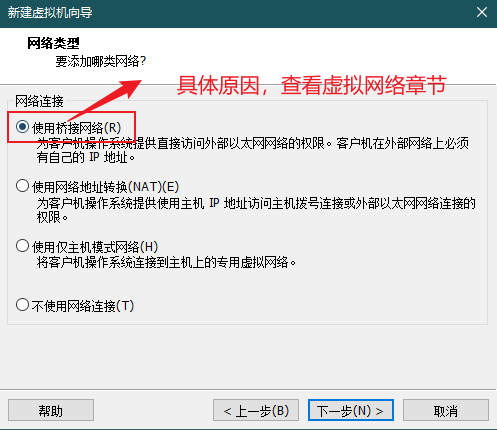 新建虚拟机向导
网络类型
要添加哪类网络?
具体原因，查看虚拟网络章节
网络连接
使用桥接网络(R)
为客户机操作系统提供直接访问外部以太网网络的权限。客户机在外部网络上必须
有自己的 IP 地址。
使用网络地址转换(NAT)(E)
为客户机操作系统提供使用主机 IP 地址访问主机拨号连接或外部以太网网络连接的
权限。
使用仅主机模式网络(H)
将客户机操作系统连接到主机上的专用虚拟网络。
不使用网络连接(T)
帮助
< 上一步(B)
下一步(N) >
取消